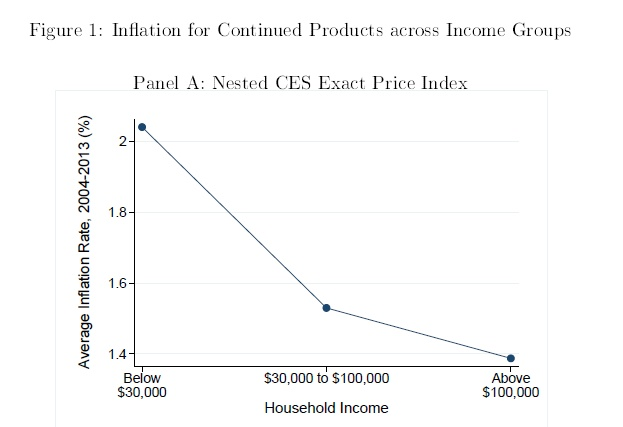 Figure 1: Inflation for Continued Products across Income Groups
Panel A: Nested CES Exact Price Index
Average Inflation Rate, 2004-2013 (%)
2
1.8
1.6
1.4
Below
$30,000
$30,000 to $100,000
Above
$100,000
Household Income